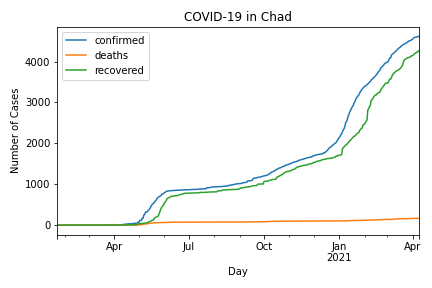 COVID-19 in Chad
confirmed
deaths
recovered
Number of Cases
4000
3000
2000
1000
0
Apr
Jul
Oct
Jan
2021
Apr
Day